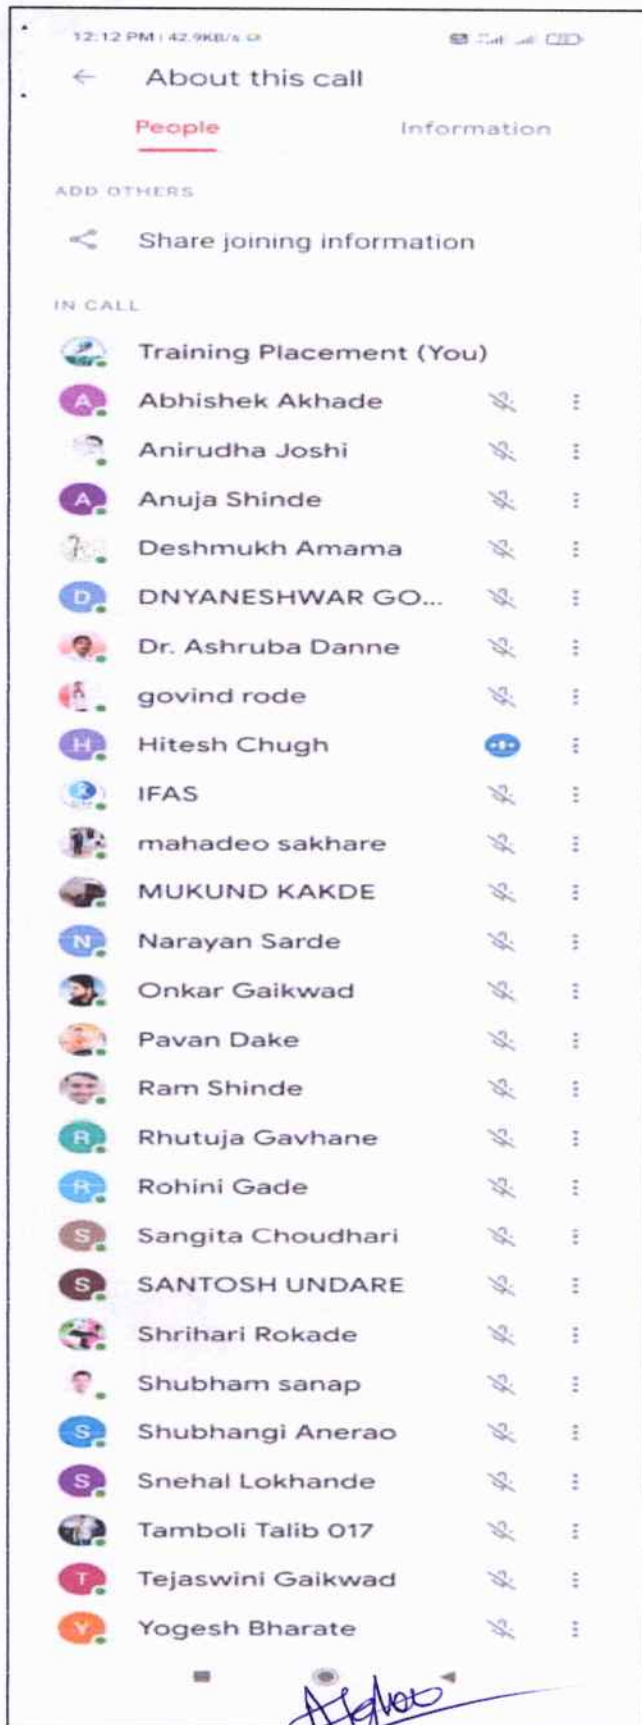 12:12 PM | 42.9KB/s
About this call
People Information
ADD OTHERS
Share joining information
IN CALL
Training Placement (You)
A Abhishek Akhade
Anirudha Joshi
A Anuja Shinde
Deshmukh Amama
D DNYANESHWAR GO...
Dr. Ashruba Danne
govind rode
H Hitesh Chugh
IFAS
mahadeo sakhare
MUKUND KAKDE
N Narayan Sarde
Onkar Gaikwad
Pavan Dake
Ram Shinde
R Rhutuja Gavhane
R Rohini Gade
S Sangita Choudhari
S SANTOSH UNDARE
Shrihari Rokade
Shubham sanap
S Shubhangi Anerao
S Snehal Lokhande
Tamboli Talib 017
T Tejaswini Gaikwad
Y Yogesh Bharate